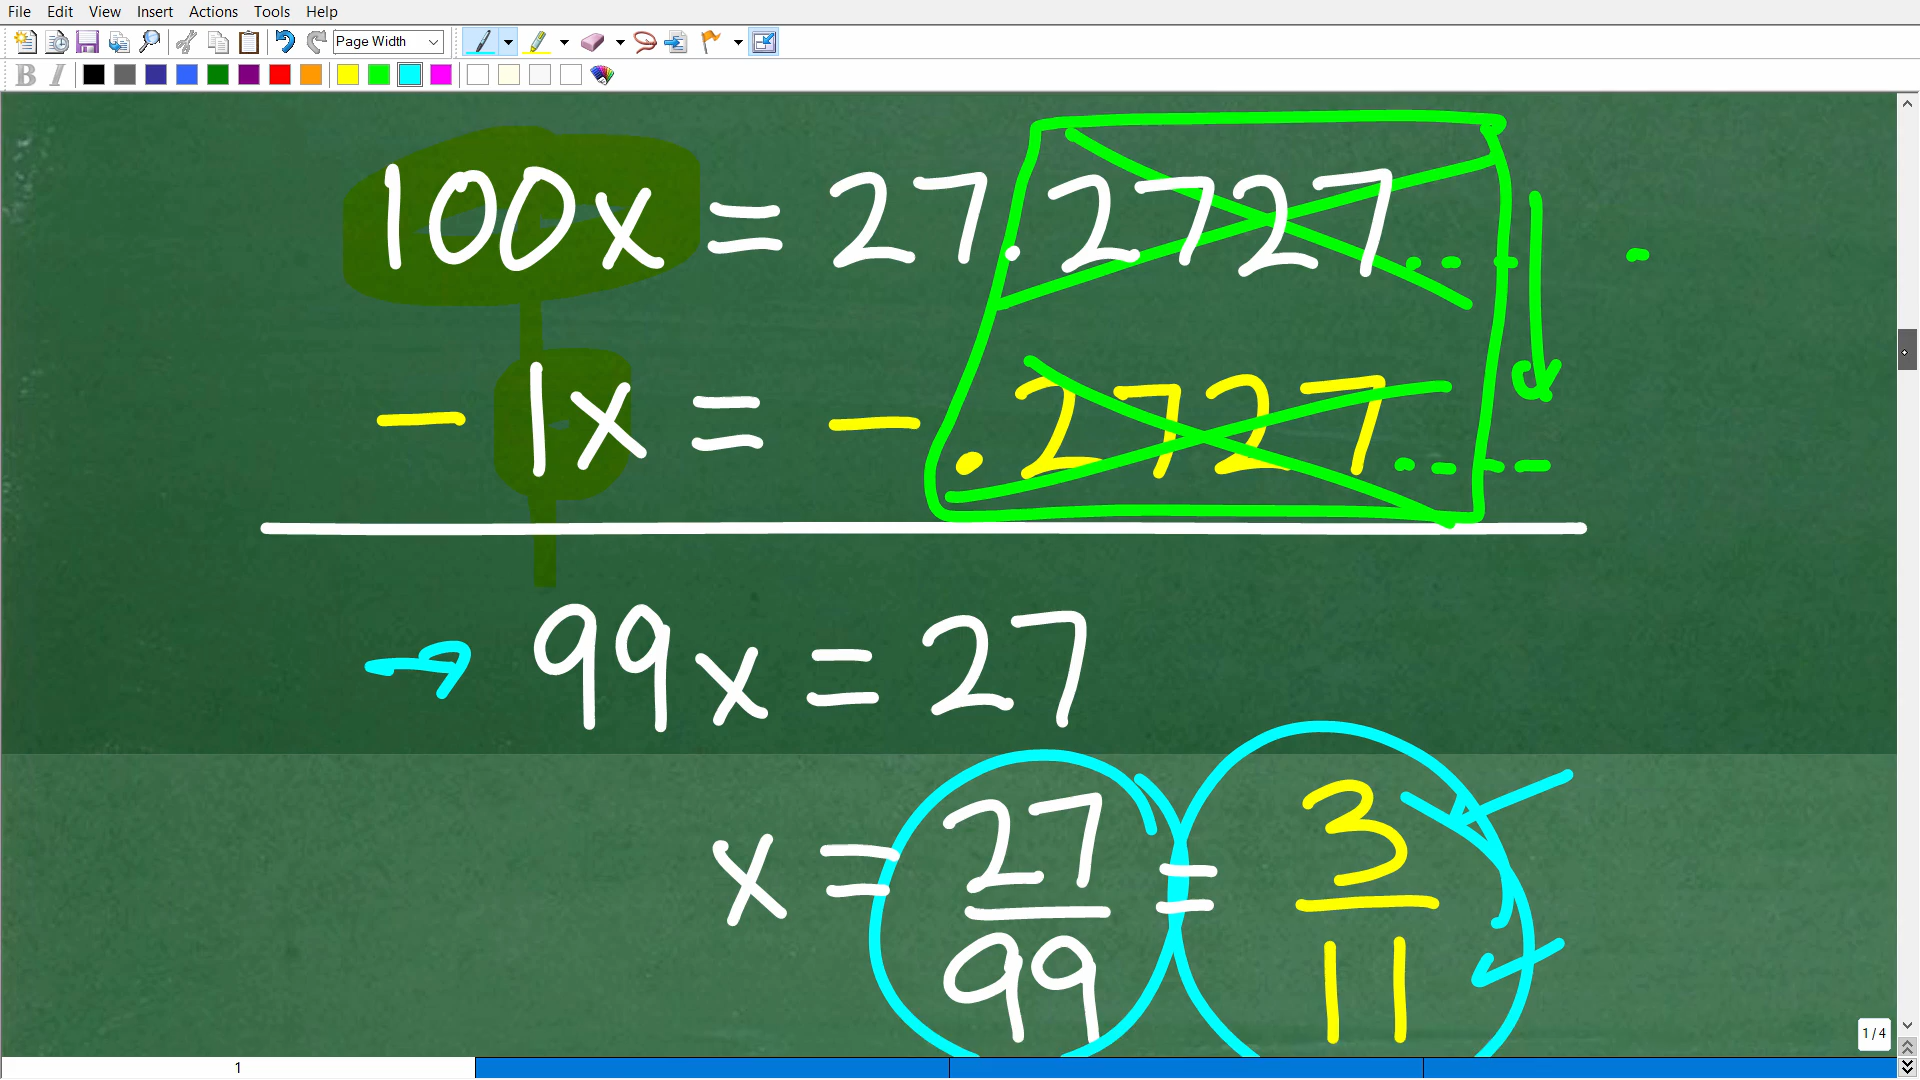 File Edit View Insert Actions Tools Help
Page Width
B I
100x = 27.2727....
- 1x = - .2727....
→ 99x = 27
x = 27/99 = 3/11
1 / 4
1